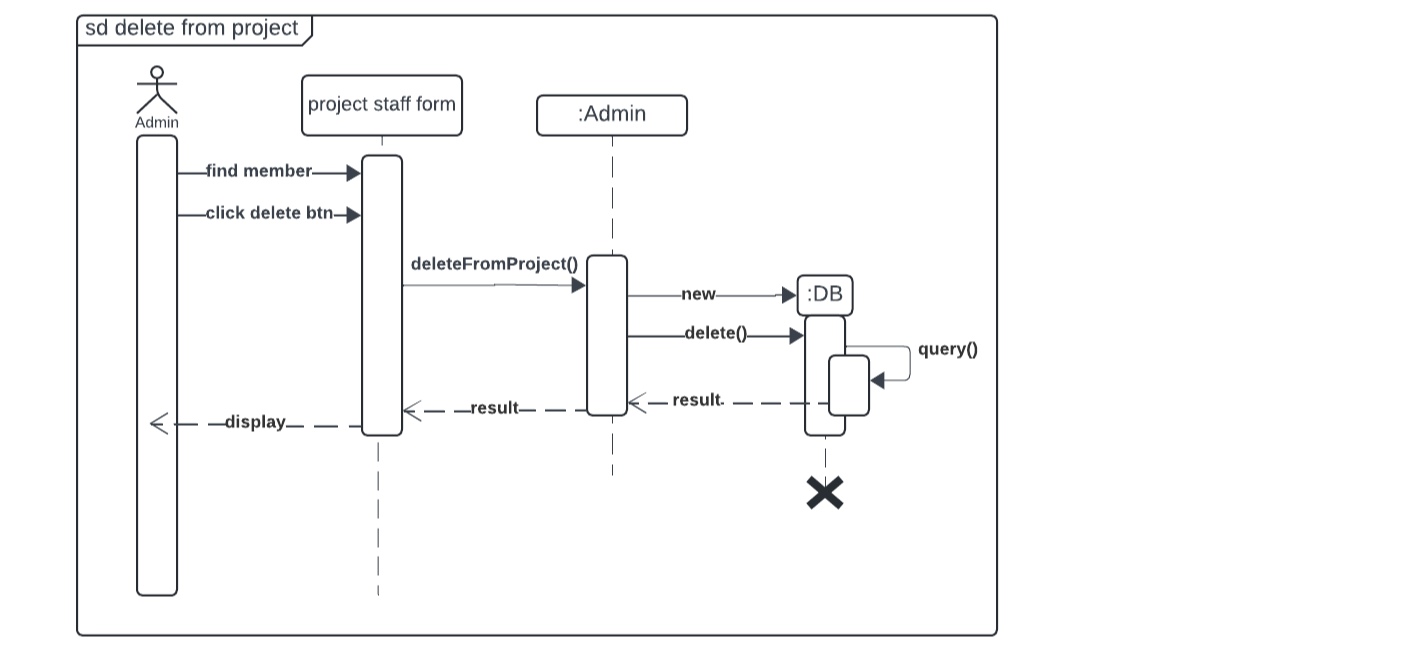 sd delete from project
Admin
project staff form
:Admin
find member
click delete btn
deleteFromProject()
new
:DB
delete()
query()
result
result
display